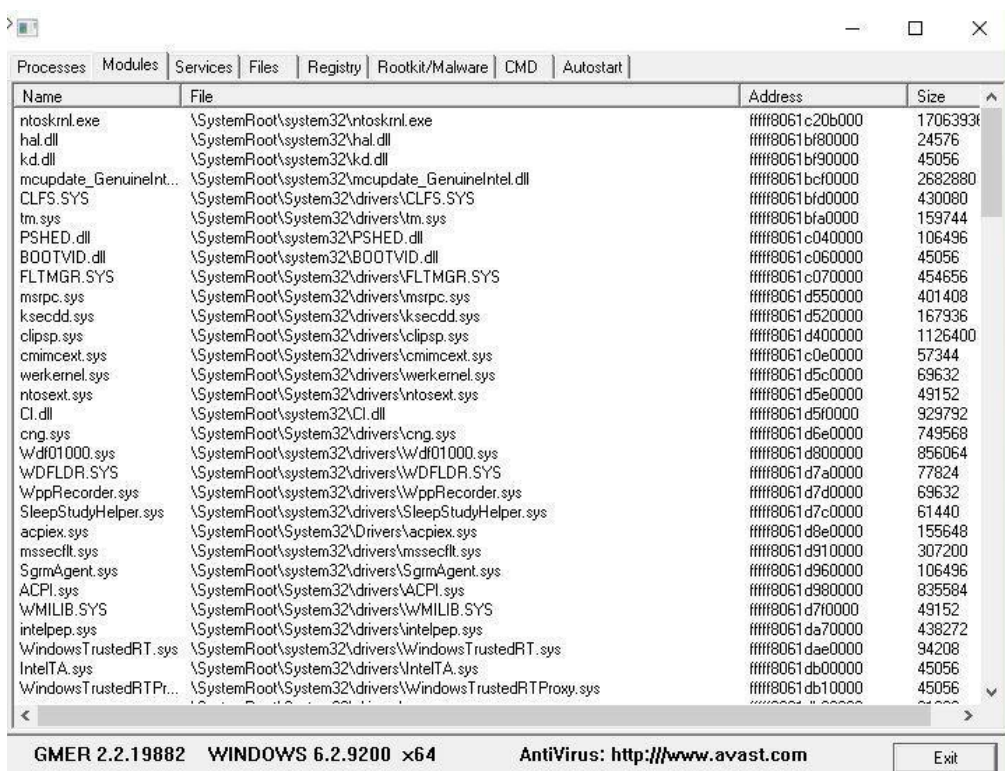 Processes Modules Services Files Registry Rootkit/Malware CMD Autostart
Name File Address Size
ntoskrnl.exe \SystemRoot\system32\ntoskrnl.exe fffff8061c20b000 17063936
hal.dll \SystemRoot\system32\hal.dll fffff8061bf80000 24576
kd.dll \SystemRoot\system32\kd.dll fffff8061bf90000 45056
mcupdate_GenuineInt... \SystemRoot\system32\mcupdate_GenuineIntel.dll fffff8061bcf0000 2682880
CLFS.SYS \SystemRoot\System32\drivers\CLFS.SYS fffff8061bfd0000 430080
tm.sys \SystemRoot\System32\drivers\tm.sys fffff8061bfa0000 159744
PSHED.dll \SystemRoot\system32\PSHED.dll fffff8061c040000 106496
BOOTVID.dll \SystemRoot\system32\BOOTVID.dll fffff8061c060000 45056
FLTMGR.SYS \SystemRoot\System32\drivers\FLTMGR.SYS fffff8061c070000 454656
msrpc.sys \SystemRoot\System32\drivers\msrpc.sys fffff8061d550000 401408
ksecdd.sys \SystemRoot\System32\drivers\ksecdd.sys fffff8061d520000 167936
clipsp.sys \SystemRoot\System32\drivers\clipsp.sys fffff8061d400000 1126400
cmimcext.sys \SystemRoot\System32\drivers\cmimcext.sys fffff8061c0e0000 57344
werkernel.sys \SystemRoot\System32\drivers\werkernel.sys fffff8061d5c0000 69632
ntosext.sys \SystemRoot\System32\drivers\ntosext.sys fffff8061d5e0000 49152
CI.dll \SystemRoot\system32\CI.dll fffff8061d5f0000 929792
cng.sys \SystemRoot\System32\drivers\cng.sys fffff8061d6e0000 749568
Wdf01000.sys \SystemRoot\system32\drivers\Wdf01000.sys fffff8061d800000 856064
WDFLDR.SYS \SystemRoot\system32\drivers\WDFLDR.SYS fffff8061d7a0000 77824
WppRecorder.sys \SystemRoot\system32\drivers\WppRecorder.sys fffff8061d7d0000 69632
SleepStudyHelper.sys \SystemRoot\system32\drivers\SleepStudyHelper.sys fffff8061d7c0000 61440
acpiex.sys \SystemRoot\System32\Drivers\acpiex.sys fffff8061d8e0000 155648
mssecflt.sys \SystemRoot\system32\drivers\mssecflt.sys fffff8061d910000 307200
SgrmAgent.sys \SystemRoot\system32\drivers\SgrmAgent.sys fffff8061d960000 106496
ACPI.sys \SystemRoot\System32\drivers\ACPI.sys fffff8061d980000 835584
WMILIB.SYS \SystemRoot\System32\drivers\WMILIB.SYS fffff8061d7f0000 49152
intelpep.sys \SystemRoot\System32\drivers\intelpep.sys fffff8061da70000 438272
WindowsTrustedRT.sys \SystemRoot\system32\drivers\WindowsTrustedRT.sys fffff8061dae0000 94208
IntelTA.sys \SystemRoot\System32\drivers\IntelTA.sys fffff8061db00000 45056
WindowsTrustedRTPr... \SystemRoot\System32\drivers\WindowsTrustedRTProxy.sys fffff8061db10000 45056
GMER 2.2.19882 WINDOWS 6.2.9200 x64 AntiVirus: http:///www.avast.com Exit